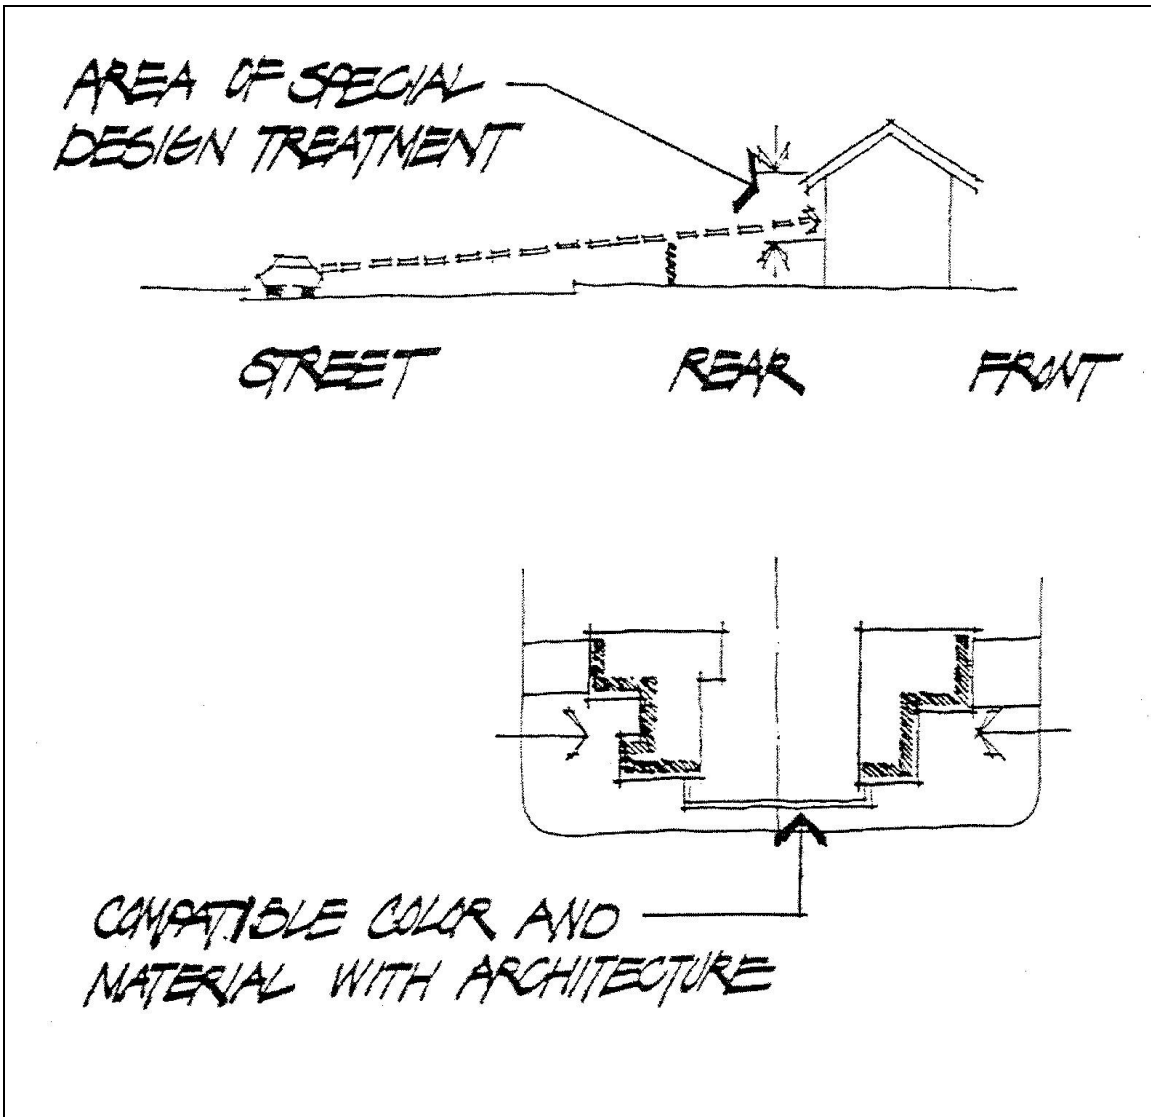 AREA OF SPECIAL
DESIGN TREATMENT
STREET
REAR
FRONT
COMPATIBLE COLOR AND
MATERIAL WITH ARCHITECTURE